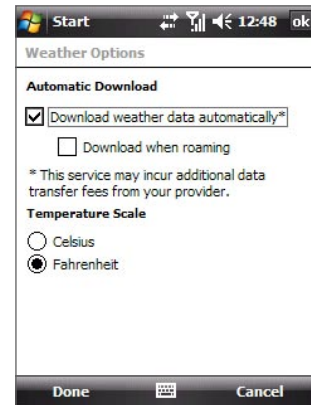 Start 12:48 ok
Weather Options
Automatic Download
Download weather data automatically*
Download when roaming
* This service may incur additional data
transfer fees from your provider.
Temperature Scale
Celsius
Fahrenheit
Done Cancel